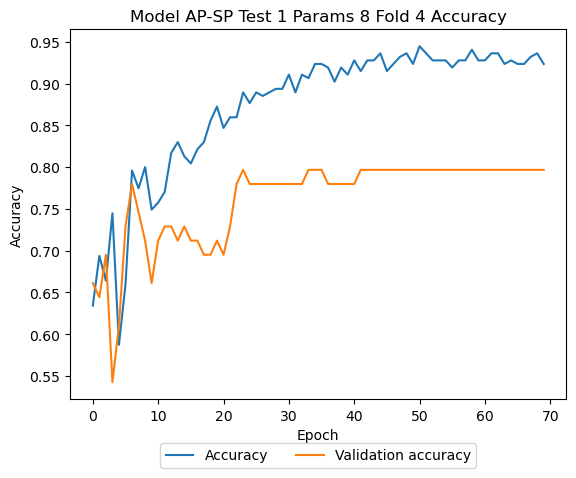 Model AP-SP Test 1 Params 8 Fold 4 Accuracy
0.95
0.90
0.85
0.80
0.75
0.70
0.65
0.60
0.55
Accuracy
0 10 20 30 40 50 60 70
Epoch
Accuracy Validation accuracy